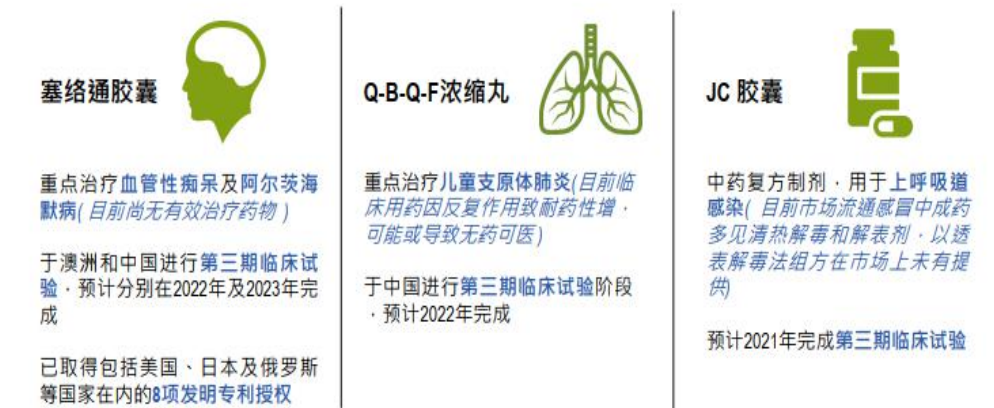 塞络通胶囊
重点治疗血管性痴呆及阿尔茨海
默病(目前尚无有效治疗药物)
于澳洲和中国进行第三期临床试
验，预计分别在2022年及2023年完
成
已取得包括美国、日本及俄罗斯
等国家在内的8项发明专利授权
Q-B-Q-F浓缩丸
重点治疗儿童支原体肺炎(目前临
床用药因反复作用致耐药性增，
可能或导致无药可医)
于中国进行第三期临床试验阶段
，预计2022年完成
JC 胶囊
中药复方制剂，用于上呼吸道
感染( 目前市场流通感冒中成药
多见清热解毒和解表剂，以透
表解毒法组方在市场上未有提
供)
预计2021年完成第三期临床试验